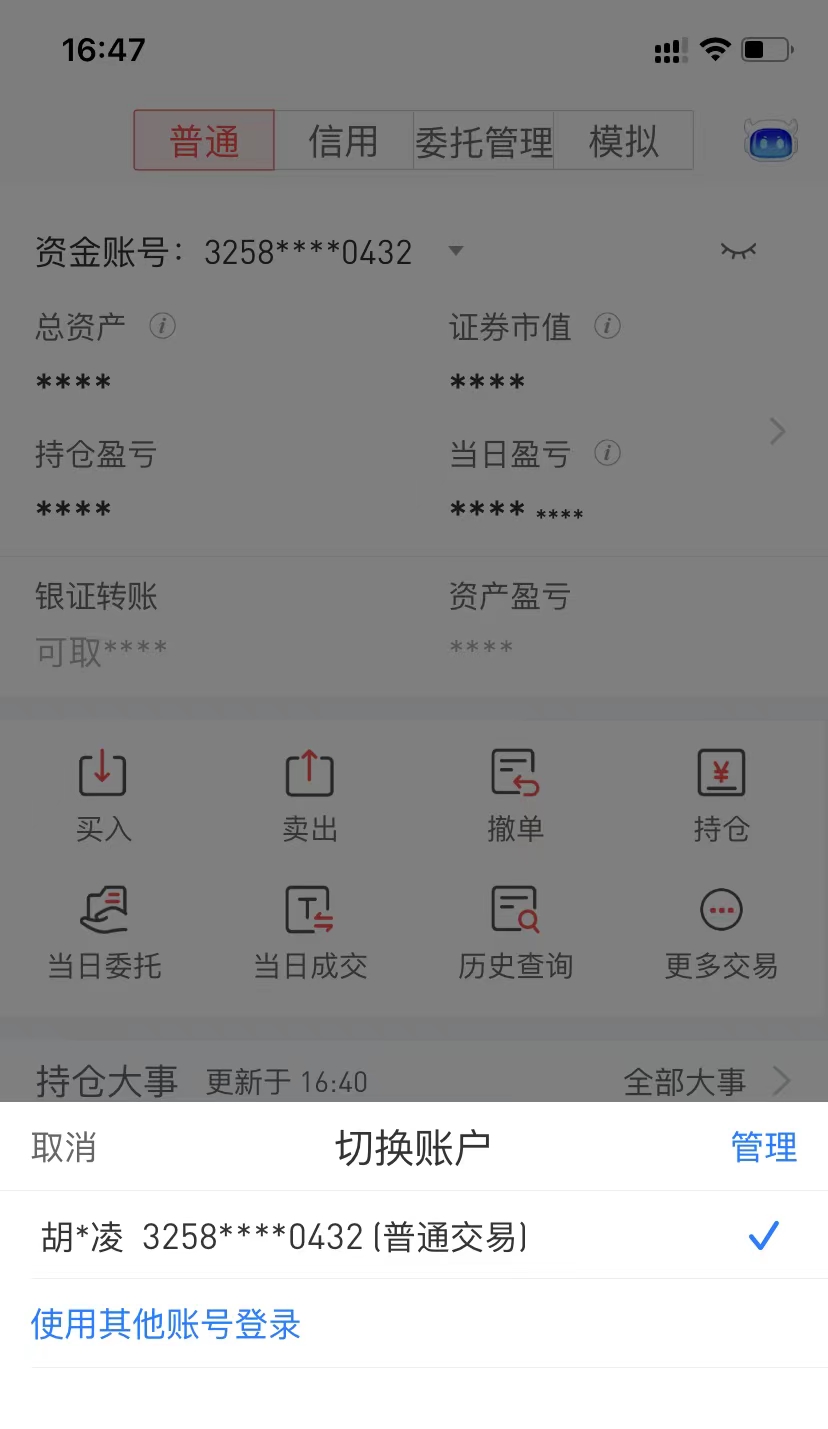 16:47
普通 信用 委托管理 模拟
资金账号： 3258****0432
总资产 证券市值
**** ****
持仓盈亏 当日盈亏
**** **** ****
银证转账 资产盈亏
可取**** ****
买入 卖出 撤单 持仓
当日委托 当日成交 历史查询 更多交易
持仓大事 更新于 16:40 全部大事
取消 切换账户 管理
胡*凌 3258****0432 (普通交易)
使用其他账号登录